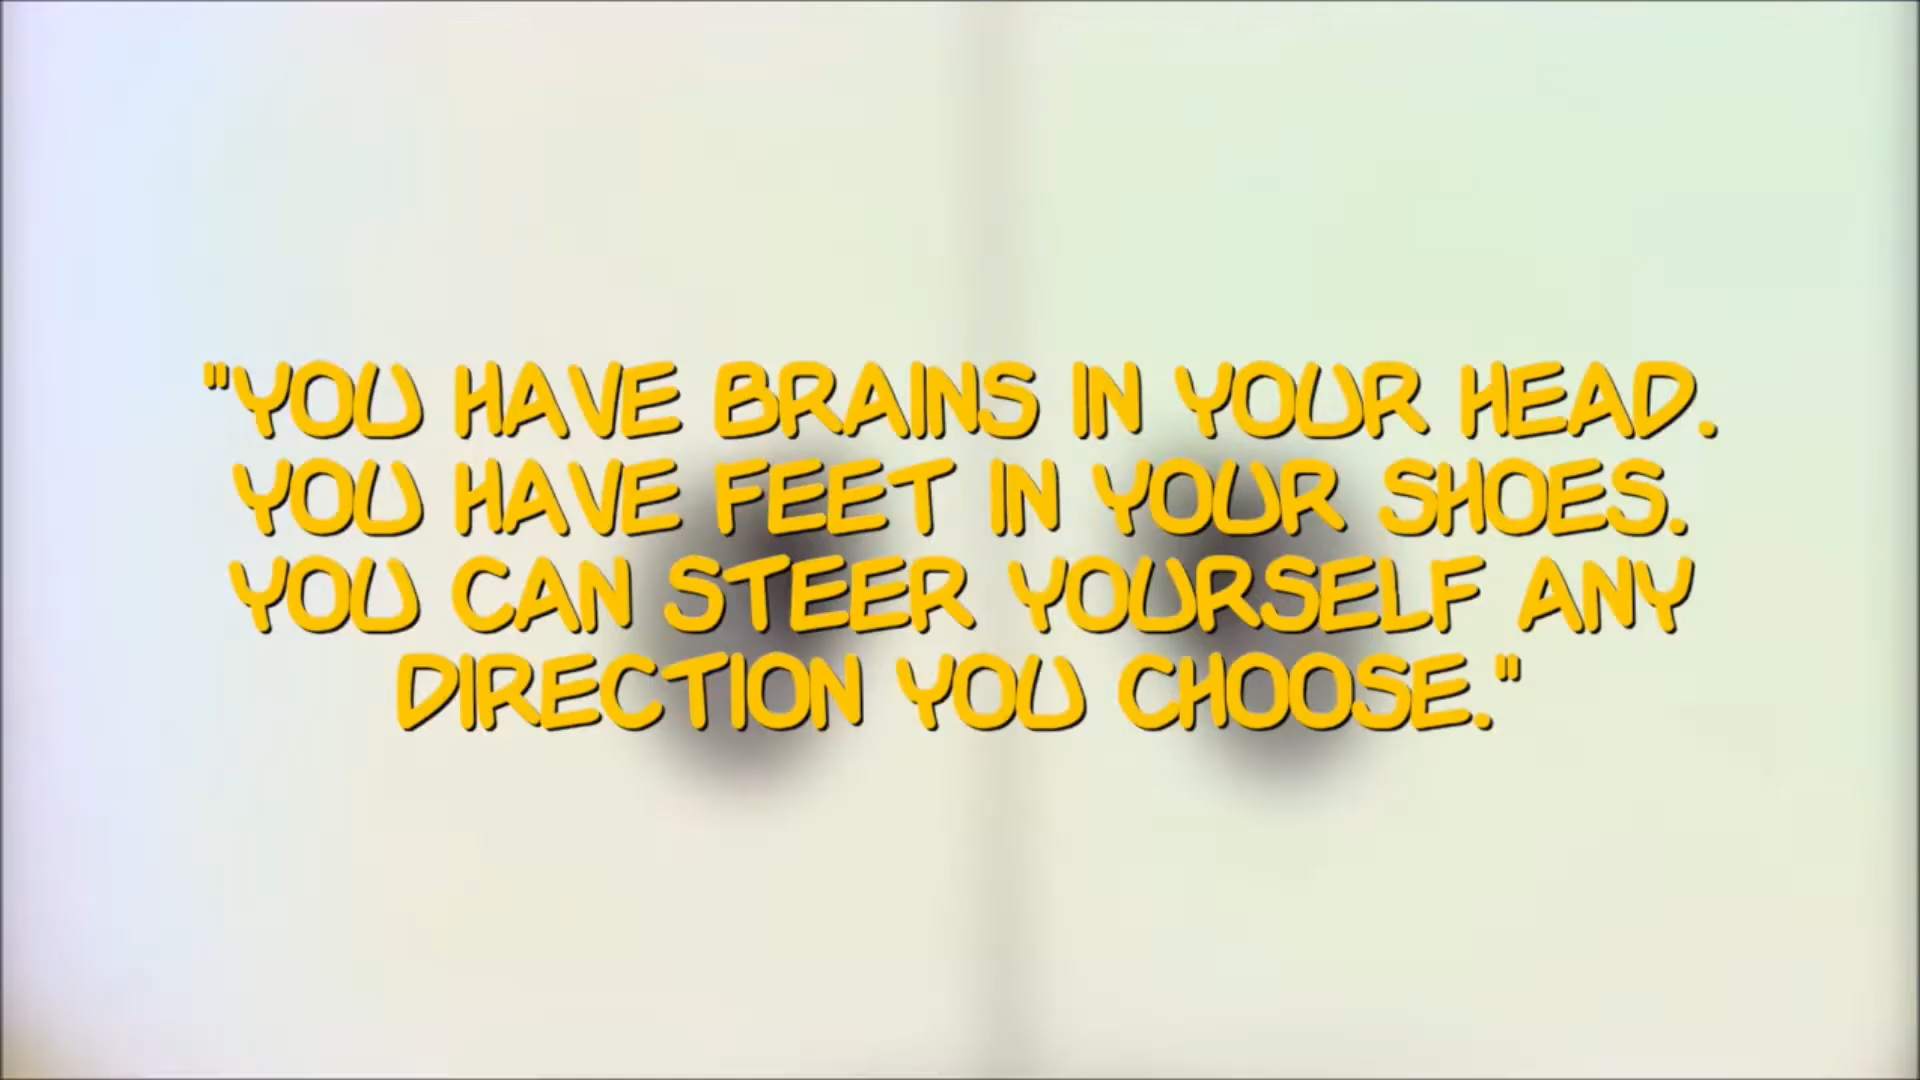 "YOU HAVE BRAINS IN YOUR HEAD.
YOU HAVE FEET IN YOUR SHOES.
YOU CAN STEER YOURSELF ANY
DIRECTION YOU CHOOSE."